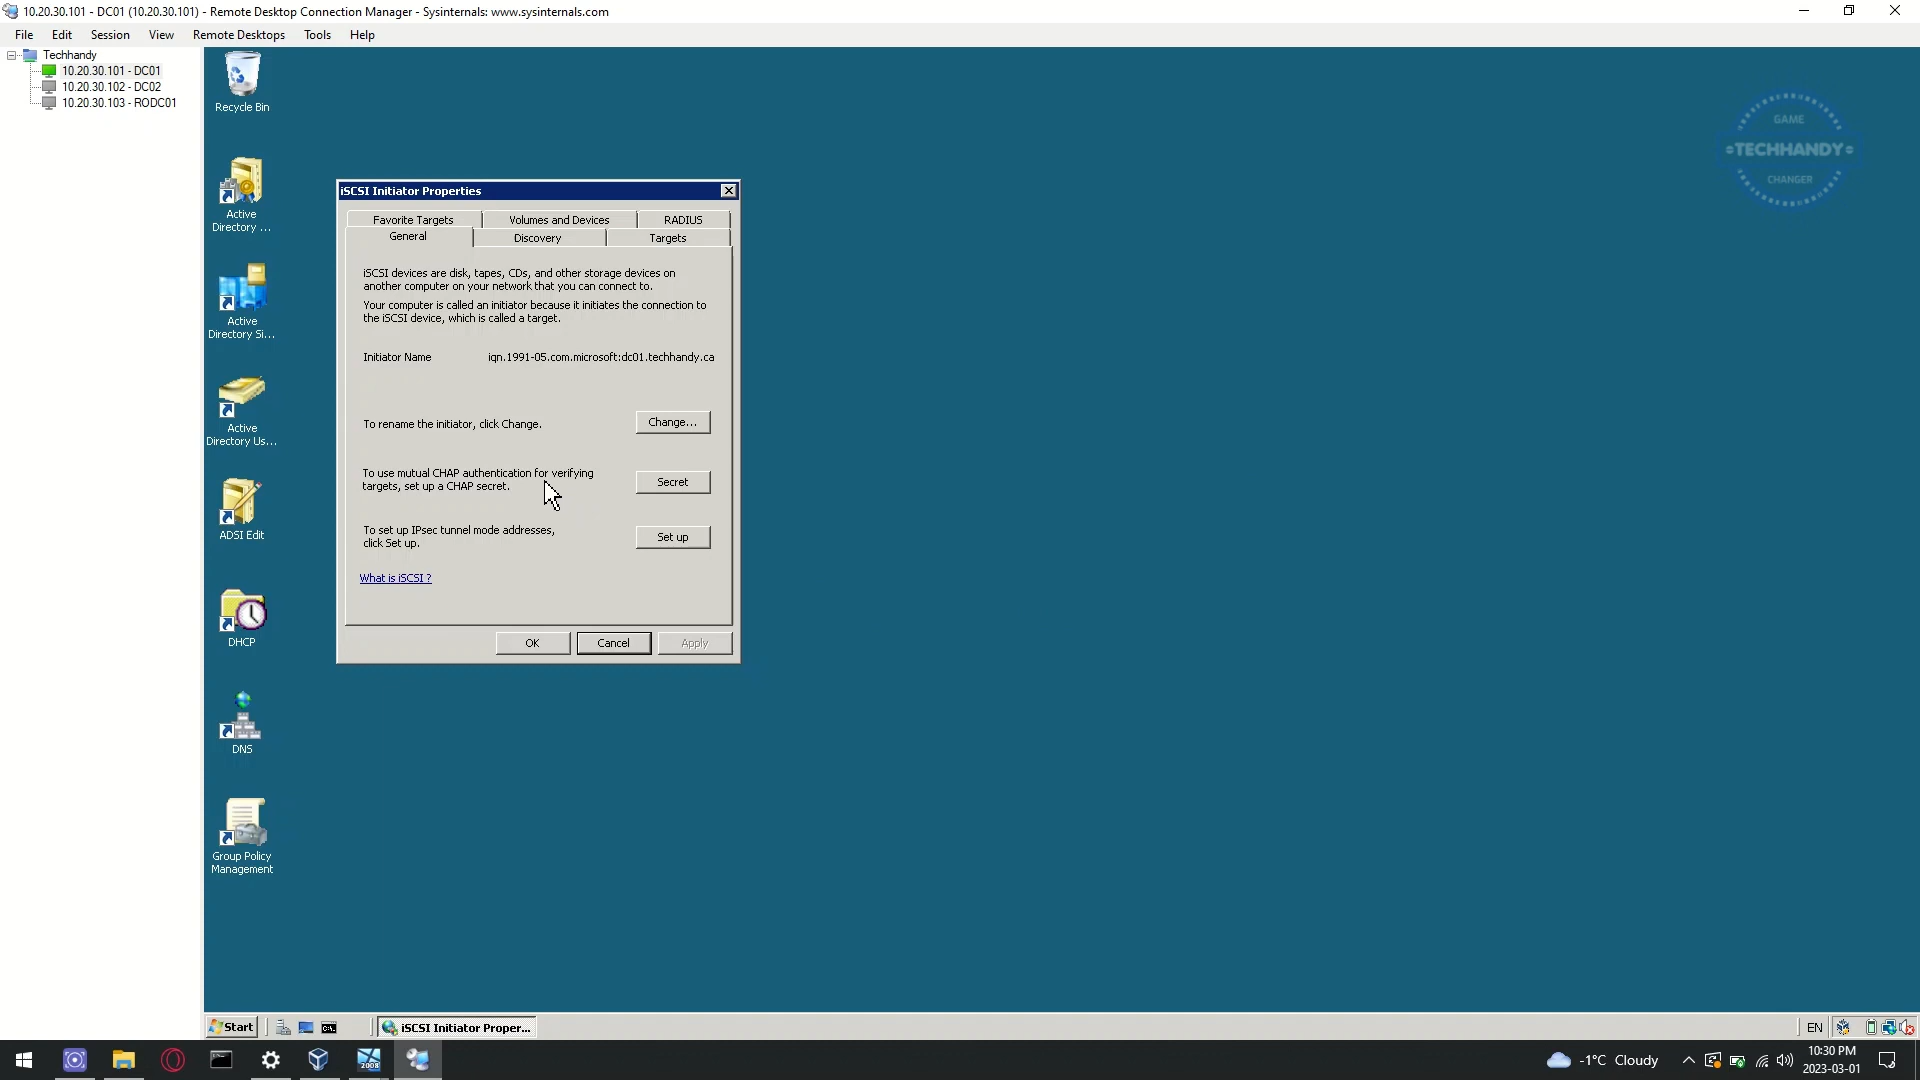 10.20.30.101 - DC01 (10.20.30.101) - Remote Desktop Connection Manager - Sysinternals: www.sysinternals.com
File Edit Session View Remote Desktops Tools Help
Techhandy
10.20.30.101 - DC01
10.20.30.102 - DC02
10.20.30.103 - RODC01
Recycle Bin
GAME
TECHHANDY
CHANGER
Active
Directory ...
Active
Directory Si...
Active
Directory Us...
ADSI Edit
DHCP
DNS
Group Policy
Management
iSCSI Initiator Properties
Favorite Targets Volumes and Devices RADIUS
General Discovery Targets
iSCSI devices are disk, tapes, CDs, and other storage devices on
another computer on your network that you can connect to.
Your computer is called an initiator because it initiates the connection to
the iSCSI device, which is called a target.
Initiator Name iqn.1991-05.com.microsoft:dc01.techhandy.ca
To rename the initiator, click Change. Change...
To use mutual CHAP authentication for verifying
targets, set up a CHAP secret. Secret
To set up IPsec tunnel mode addresses,
click Set up. Set up
What is iSCSI ?
OK Cancel Apply
Start iSCSI Initiator Proper... EN
2008
-1°C Cloudy
10:30 PM
2023-03-01